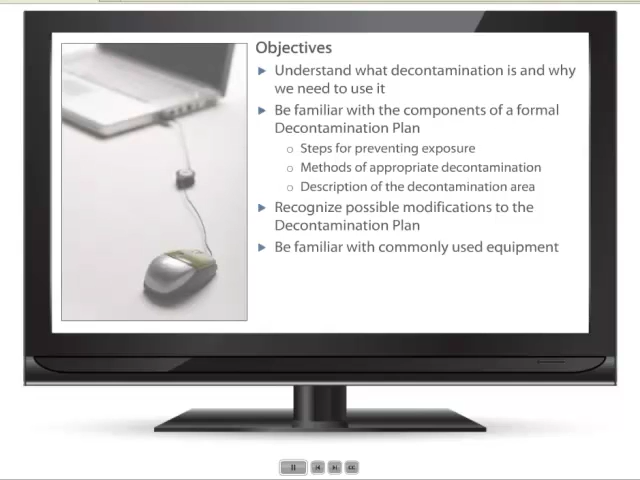 Objectives
Understand what decontamination is and why
we need to use it
Be familiar with the components of a formal
Decontamination Plan
Steps for preventing exposure
Methods of appropriate decontamination
Description of the decontamination area
Recognize possible modifications to the
Decontamination Plan
Be familiar with commonly used equipment